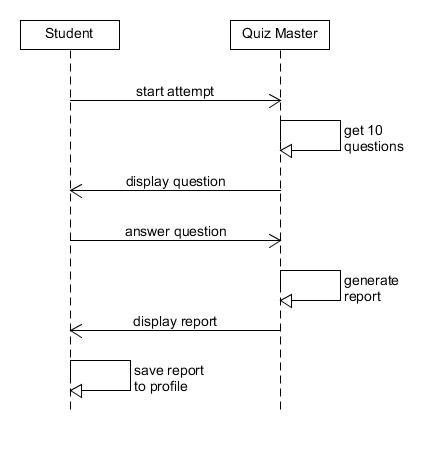 Student
Quiz Master
start attempt
get 10
questions
display question
answer question
generate
report
display report
save report
to profile